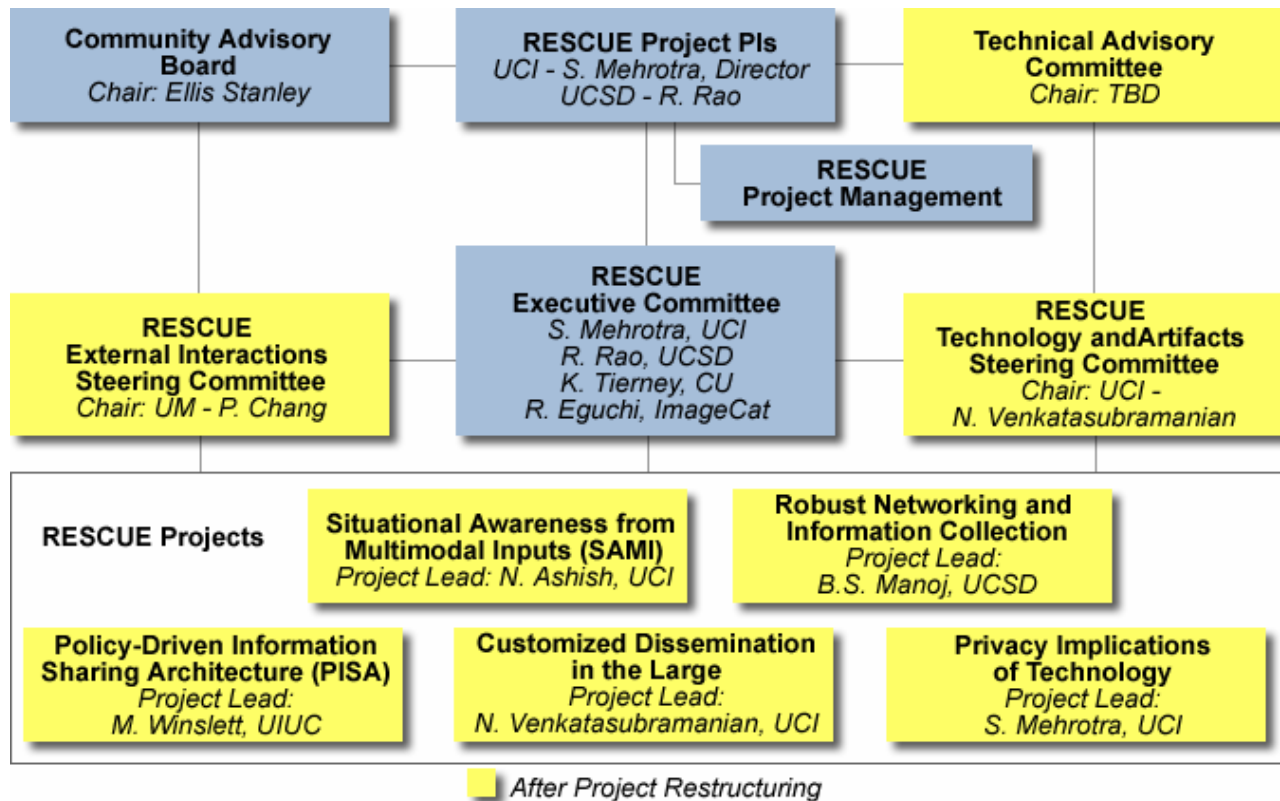 Community Advisory
Board
Chair: Ellis Stanley
RESCUE Project PIs
UCI - S. Mehrotra, Director
UCSD - R. Rao
Technical Advisory
Committee
Chair: TBD
RESCUE
Project Management
RESCUE
External Interactions
Steering Committee
Chair: UM - P. Chang
RESCUE
Executive Committee
S. Mehrotra, UCI
R. Rao, UCSD
K. Tierney, CU
R. Eguchi, ImageCat
RESCUE
Technology andArtifacts
Steering Committee
Chair: UCI -
N. Venkatasubramanian
RESCUE Projects
Situational Awareness from
Multimodal Inputs (SAMI)
Project Lead: N. Ashish, UCI
Robust Networking and
Information Collection
Project Lead:
B.S. Manoj, UCSD
Policy-Driven Information
Sharing Architecture (PISA)
Project Lead:
M. Winslett, UIUC
Customized Dissemination
in the Large
Project Lead:
N. Venkatasubramanian, UCI
Privacy Implications
of Technology
Project Lead:
S. Mehrotra, UCI
After Project Restructuring